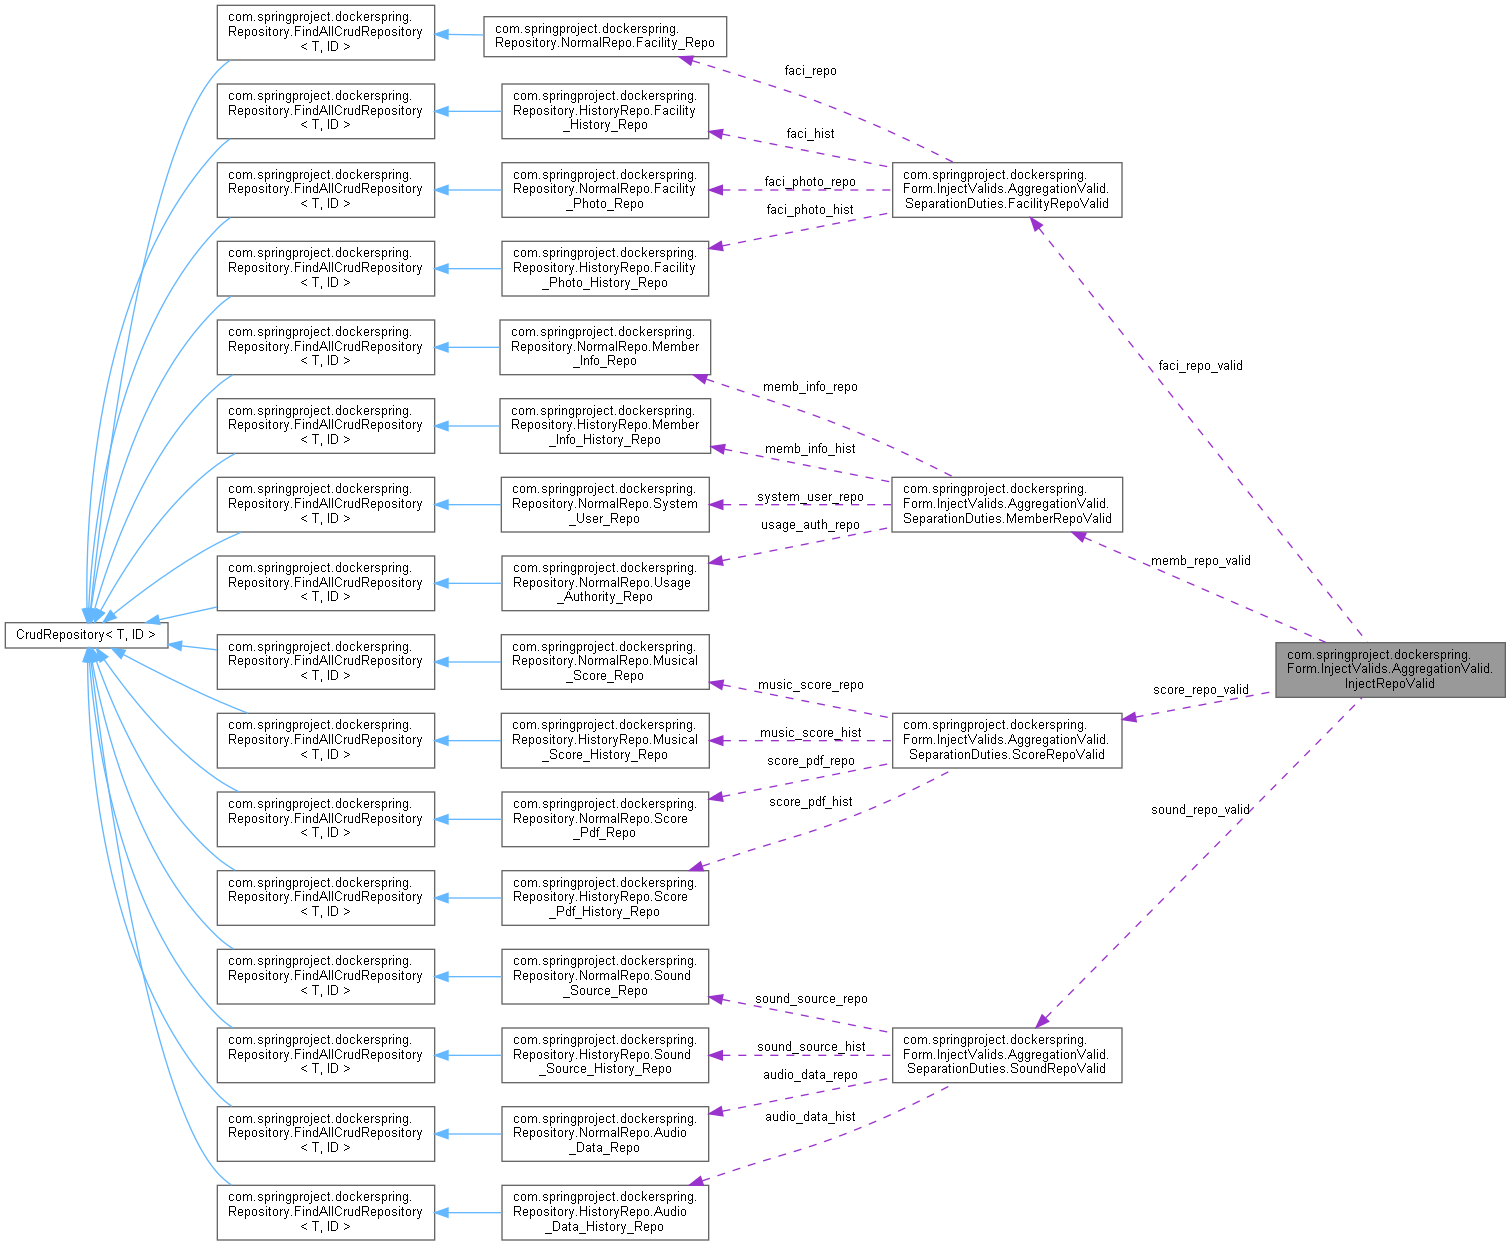 com.springproject.dockerspring.
Repository.FindAllCrudRepository
< T, ID >
com.springproject.dockerspring.
Repository.NormalRepo.Facility_Repo
faci_repo
com.springproject.dockerspring.
Repository.FindAllCrudRepository
< T, ID >
com.springproject.dockerspring.
Repository.HistoryRepo.Facility
_History_Repo
faci_hist
com.springproject.dockerspring.
Repository.FindAllCrudRepository
< T, ID >
com.springproject.dockerspring.
Repository.NormalRepo.Facility
_Photo_Repo
faci_photo_repo
com.springproject.dockerspring.
Form.InjectValids.AggregationValid.
SeparationDuties.FacilityRepoValid
faci_photo_hist
com.springproject.dockerspring.
Repository.FindAllCrudRepository
< T, ID >
com.springproject.dockerspring.
Repository.HistoryRepo.Facility
_Photo_History_Repo
com.springproject.dockerspring.
Repository.FindAllCrudRepository
< T, ID >
com.springproject.dockerspring.
Repository.NormalRepo.Member
_Info_Repo
faci_repo_valid
memb_info_repo
com.springproject.dockerspring.
Repository.FindAllCrudRepository
< T, ID >
com.springproject.dockerspring.
Repository.HistoryRepo.Member
_Info_History_Repo
memb_info_hist
com.springproject.dockerspring.
Repository.FindAllCrudRepository
< T, ID >
com.springproject.dockerspring.
Repository.NormalRepo.System
_User_Repo
system_user_repo
com.springproject.dockerspring.
Form.InjectValids.AggregationValid.
SeparationDuties.MemberRepoValid
usage_auth_repo
memb_repo_valid
com.springproject.dockerspring.
Repository.FindAllCrudRepository
< T, ID >
com.springproject.dockerspring.
Repository.NormalRepo.Usage
_Authority_Repo
CrudRepository< T, ID >
com.springproject.dockerspring.
Repository.FindAllCrudRepository
< T, ID >
com.springproject.dockerspring.
Repository.NormalRepo.Musical
_Score_Repo
com.springproject.dockerspring.
Form.InjectValids.AggregationValid.
InjectRepoValid
music_score_repo
score_repo_valid
com.springproject.dockerspring.
Repository.FindAllCrudRepository
< T, ID >
com.springproject.dockerspring.
Repository.HistoryRepo.Musical
_Score_History_Repo
music_score_hist
com.springproject.dockerspring.
Form.InjectValids.AggregationValid.
SeparationDuties.ScoreRepoValid
score_pdf_repo
com.springproject.dockerspring.
Repository.FindAllCrudRepository
< T, ID >
com.springproject.dockerspring.
Repository.NormalRepo.Score
_Pdf_Repo
score_pdf_hist
sound_repo_valid
com.springproject.dockerspring.
Repository.FindAllCrudRepository
< T, ID >
com.springproject.dockerspring.
Repository.HistoryRepo.Score
_Pdf_History_Repo
com.springproject.dockerspring.
Repository.FindAllCrudRepository
< T, ID >
com.springproject.dockerspring.
Repository.NormalRepo.Sound
_Source_Repo
sound_source_repo
com.springproject.dockerspring.
Repository.FindAllCrudRepository
< T, ID >
com.springproject.dockerspring.
Repository.HistoryRepo.Sound
_Source_History_Repo
sound_source_hist
com.springproject.dockerspring.
Form.InjectValids.AggregationValid.
SeparationDuties.SoundRepoValid
audio_data_repo
com.springproject.dockerspring.
Repository.FindAllCrudRepository
< T, ID >
com.springproject.dockerspring.
Repository.NormalRepo.Audio
_Data_Repo
audio_data_hist
com.springproject.dockerspring.
Repository.FindAllCrudRepository
< T, ID >
com.springproject.dockerspring.
Repository.HistoryRepo.Audio
_Data_History_Repo